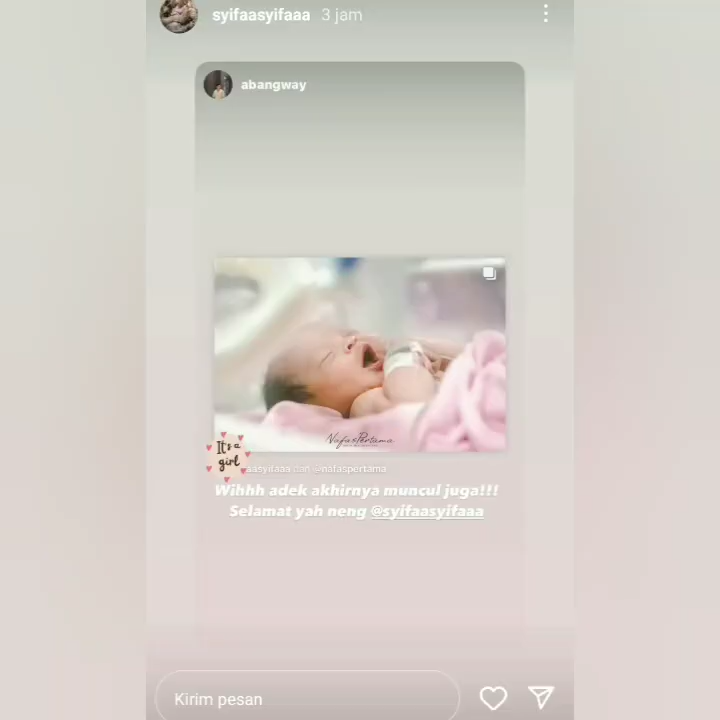 syifaasyifaaa 3 jam
abangway
NafasPertama
It's a
girl
aasyifaaa dan @nafaspertama
Wihhh adek akhirnya muncul juga!!!
Selamat yah neng @syifaasyifaaa
Kirim pesan